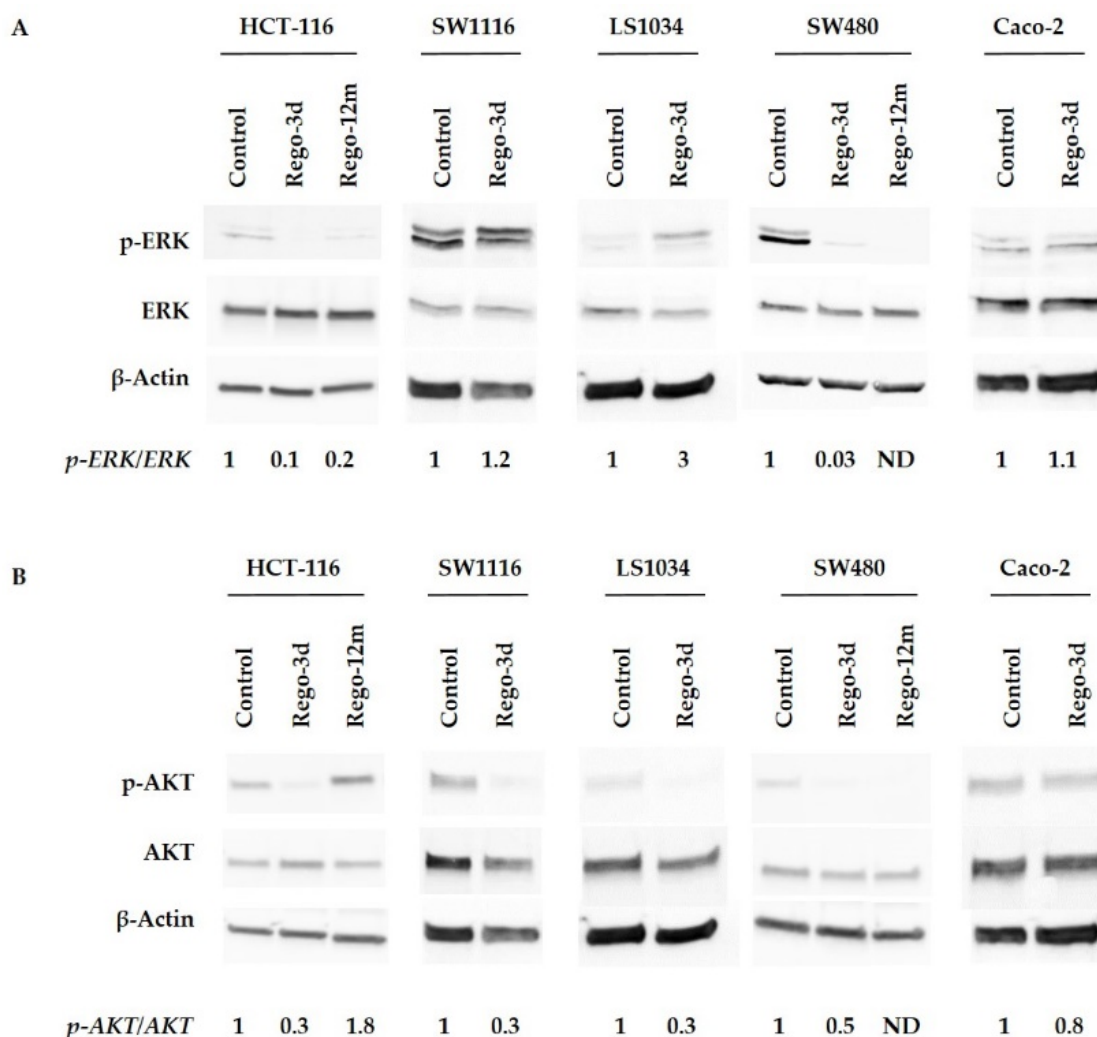 A
HCT-116 SW1116 LS1034 SW480 Caco-2
Control Rego-3d Rego-12m Control Rego-3d Control Rego-3d Control Rego-3d Rego-12m Control Rego-3d
p-ERK
ERK
β-Actin
p-ERK/ERK 1 0.1 0.2 1 1.2 1 3 1 0.03 ND 1 1.1
B
HCT-116 SW1116 LS1034 SW480 Caco-2
Control Rego-3d Rego-12m Control Rego-3d Control Rego-3d Control Rego-3d Rego-12m Control Rego-3d
p-AKT
AKT
β-Actin
p-AKT/AKT 1 0.3 1.8 1 0.3 1 0.3 1 0.5 ND 1 0.8